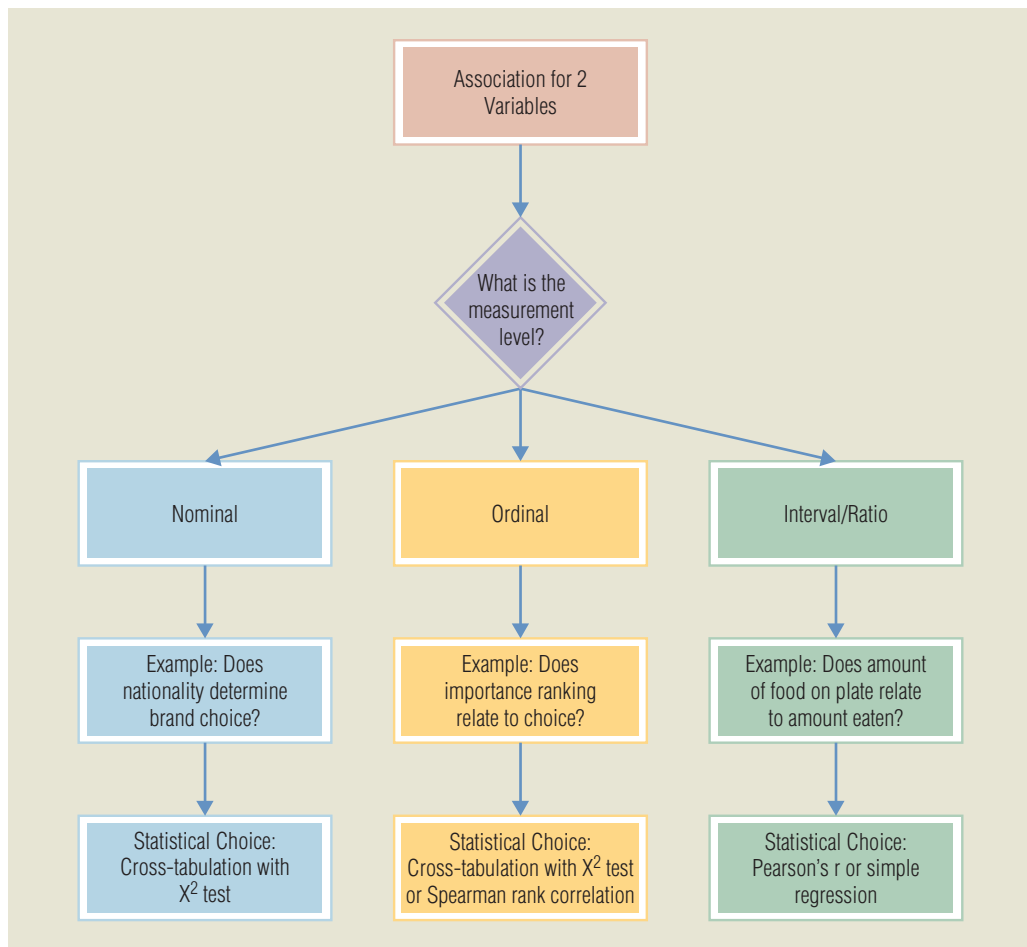 Association for 2
Variables
What is the
measurement
level?
Nominal
Ordinal
Interval/Ratio
Example: Does
nationality determine
brand choice?
Example: Does
importance ranking
relate to choice?
Example: Does amount
of food on plate relate
to amount eaten?
Statistical Choice:
Cross-tabulation with
X² test
Statistical Choice:
Cross-tabulation with X² test
or Spearman rank correlation
Statistical Choice:
Pearson's r or simple
regression